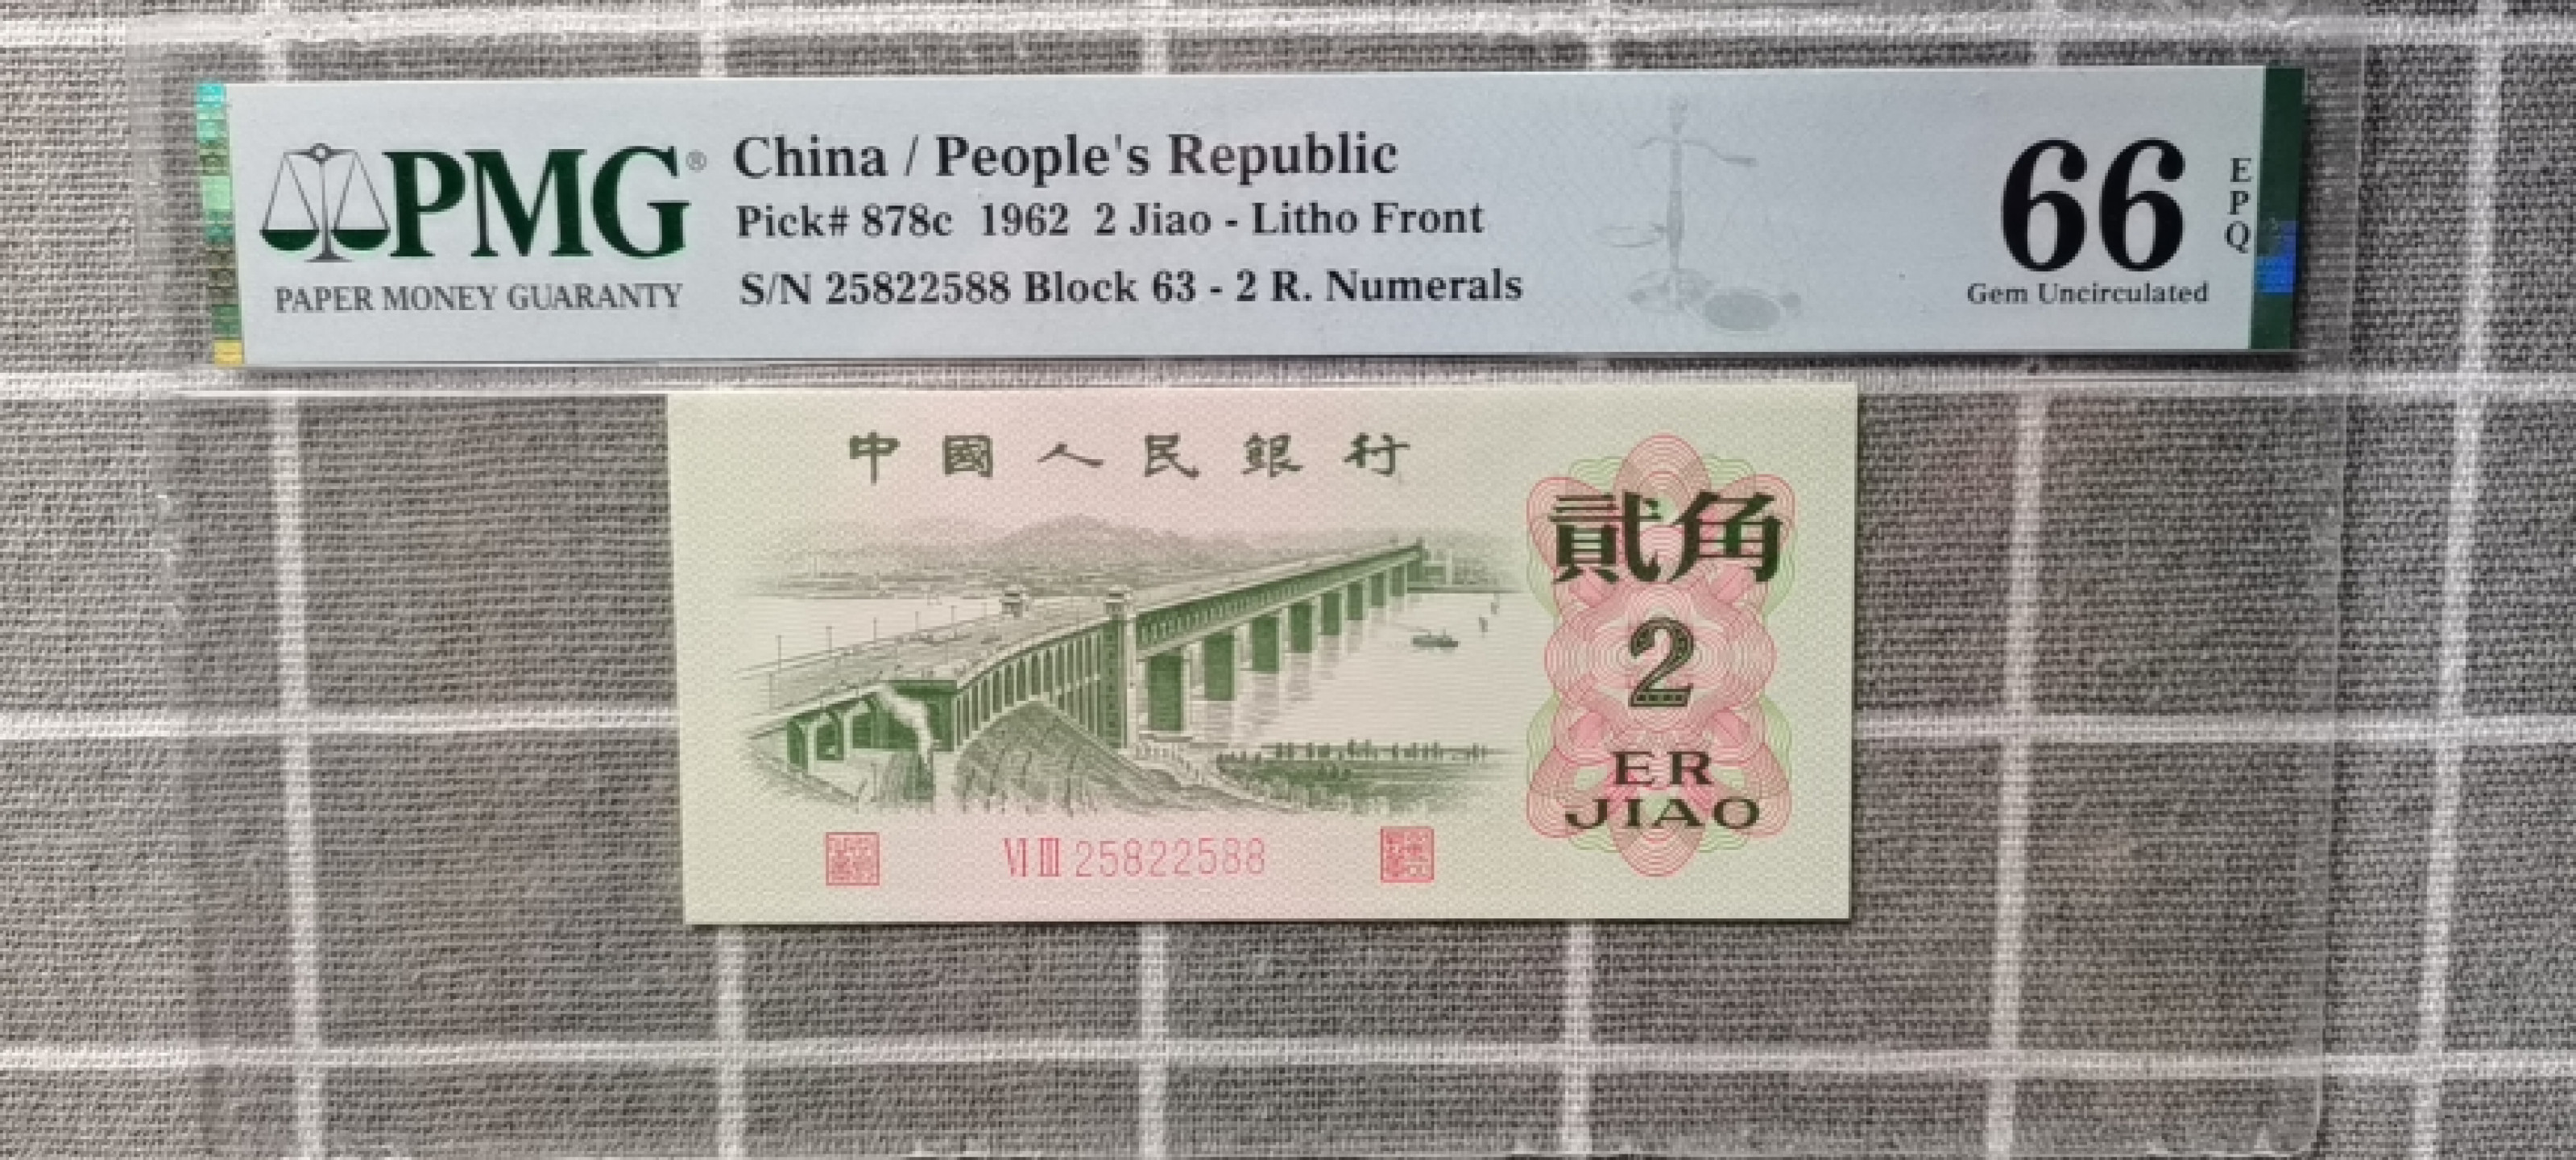 PMG®
PAPER MONEY GUARANTY
China / People's Republic
Pick# 878c 1962 2 Jiao - Litho Front
S/N 25822588 Block 63 - 2 R. Numerals
66
EPQ
Gem Uncirculated
中國人民銀行
貳角
2
ER
JIAO
VI III 25822588